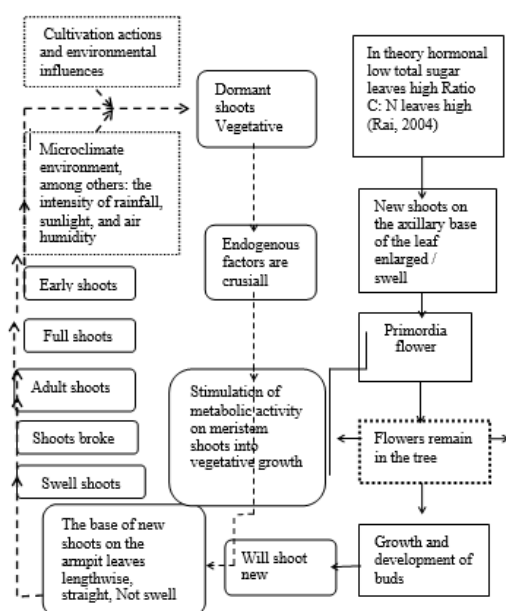 Cultivation actions
and environmental
influences
Microclimate
environment,
among others: the
intensity of rainfall,
sunlight, and air
humidity
Early shoots
Full shoots
Adult shoots
Shoots broke
Swell shoots
The base of new
shoots on the
armpit leaves
lengthwise,
straight, Not swell
Dormant
shoots
Vegetative
Endogenous
factors are
crusiall
Stimulation of
metabolic activity
on meristem
shoots into
vegetative growth
Will shoot
new
In theory hormonal
low total sugar
leaves high Ratio
C: N leaves high
(Rai, 2004)
New shoots on
the axillary base
of the leaf
enlarged /
swell
Primordia
flower
Flowers remain
in the tree
Growth and
development of
buds